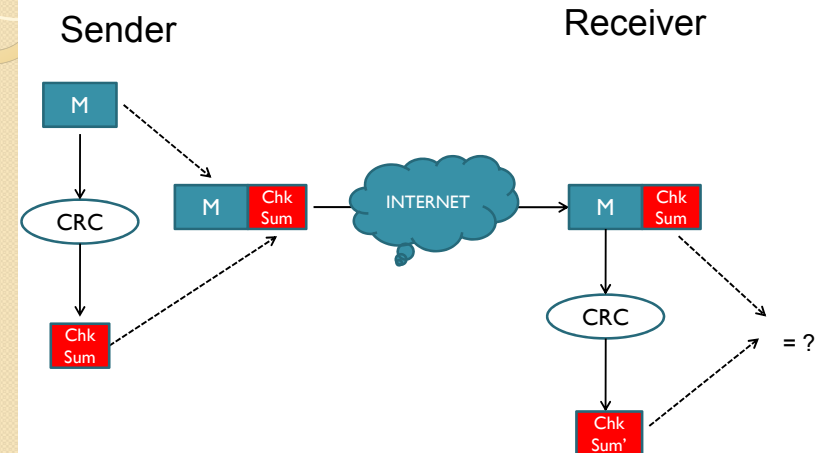 Sender
Receiver
M
CRC
Chk
Sum
M
Chk
Sum
INTERNET
M
Chk
Sum
CRC
Chk
Sum'
= ?